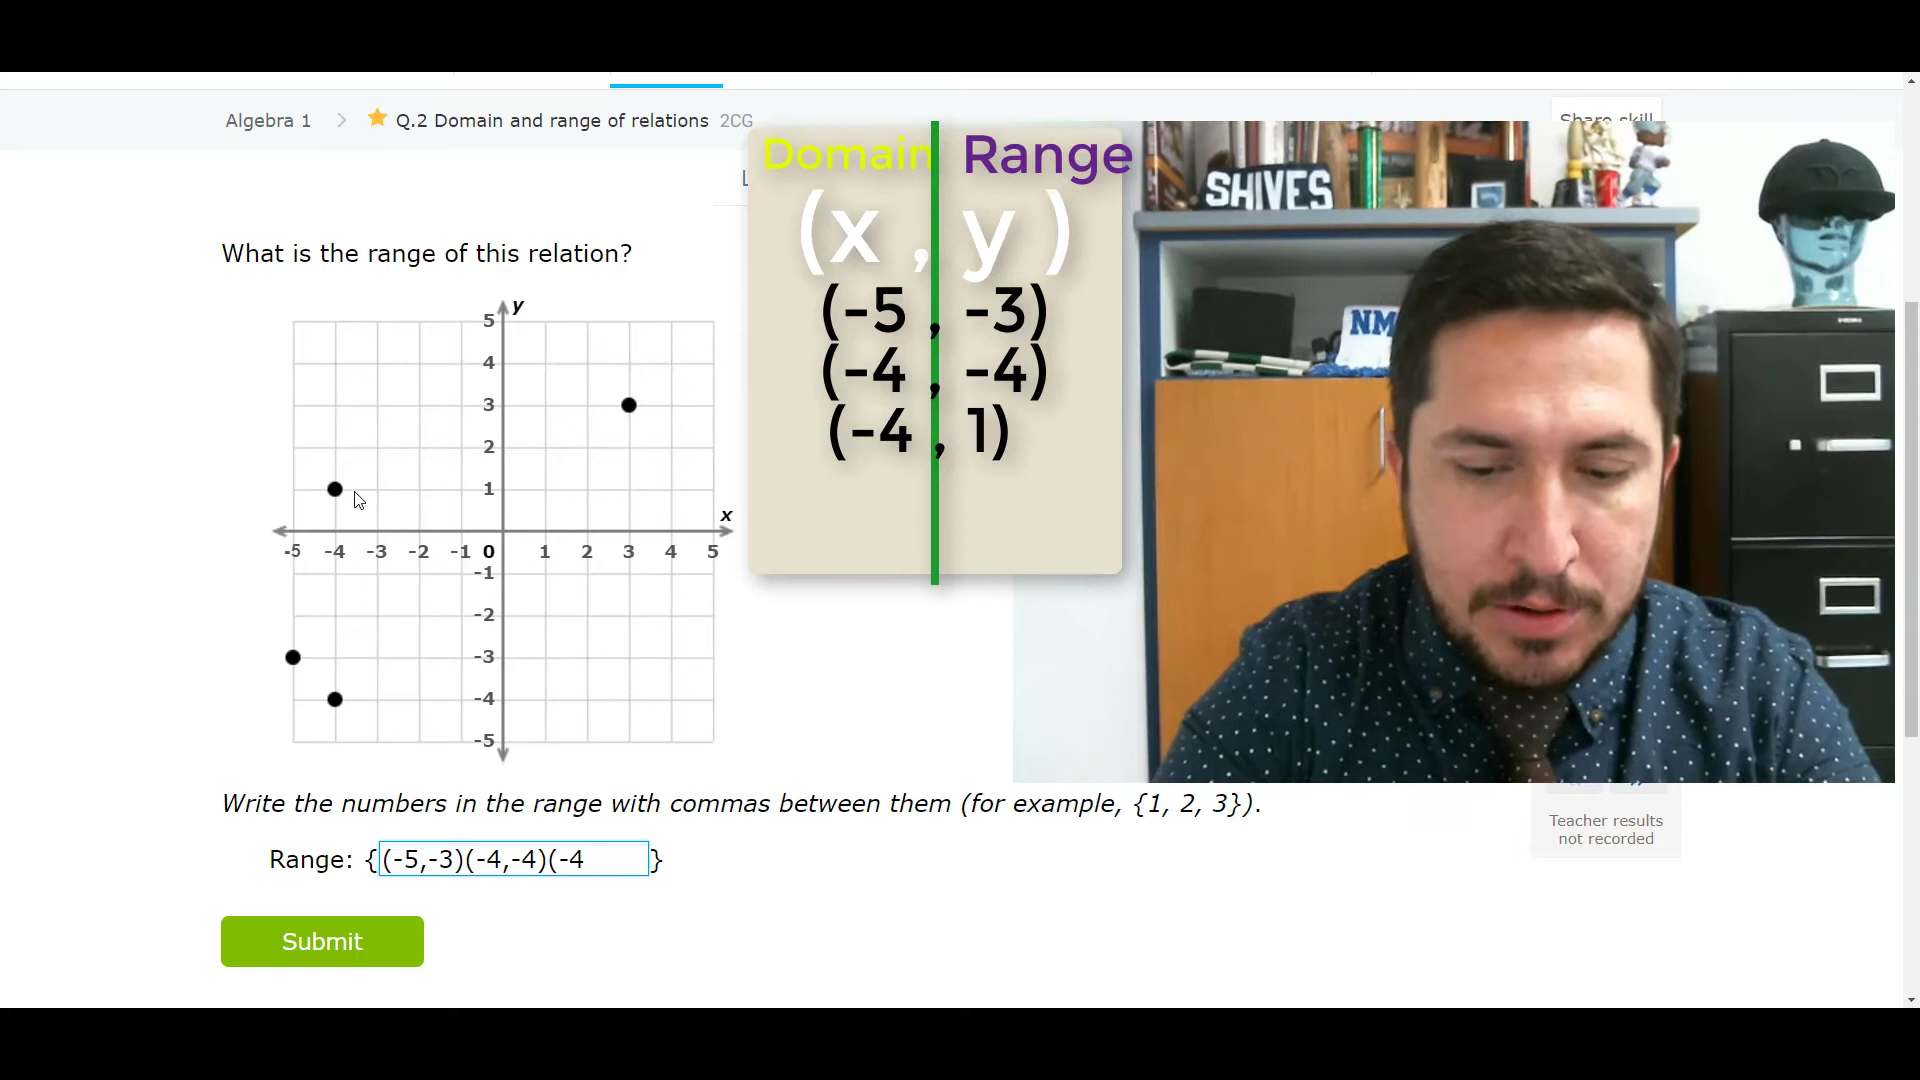 Share skill
Algebra 1 > Q.2 Domain and range of relations 2CG
Domain Range
(x , y )
(-5 , -3)
(-4 , -4)
(-4 , 1)
SHIVES
NM
What is the range of this relation?
y
5
4
3
2
1
x
-5 -4 -3 -2 -1 0 1 2 3 4 5
-1
-2
-3
-4
-5
Write the numbers in the range with commas between them (for example, {1, 2, 3}).
Range: {(-5,-3)(-4,-4)(-4 }
Submit
Teacher results
not recorded